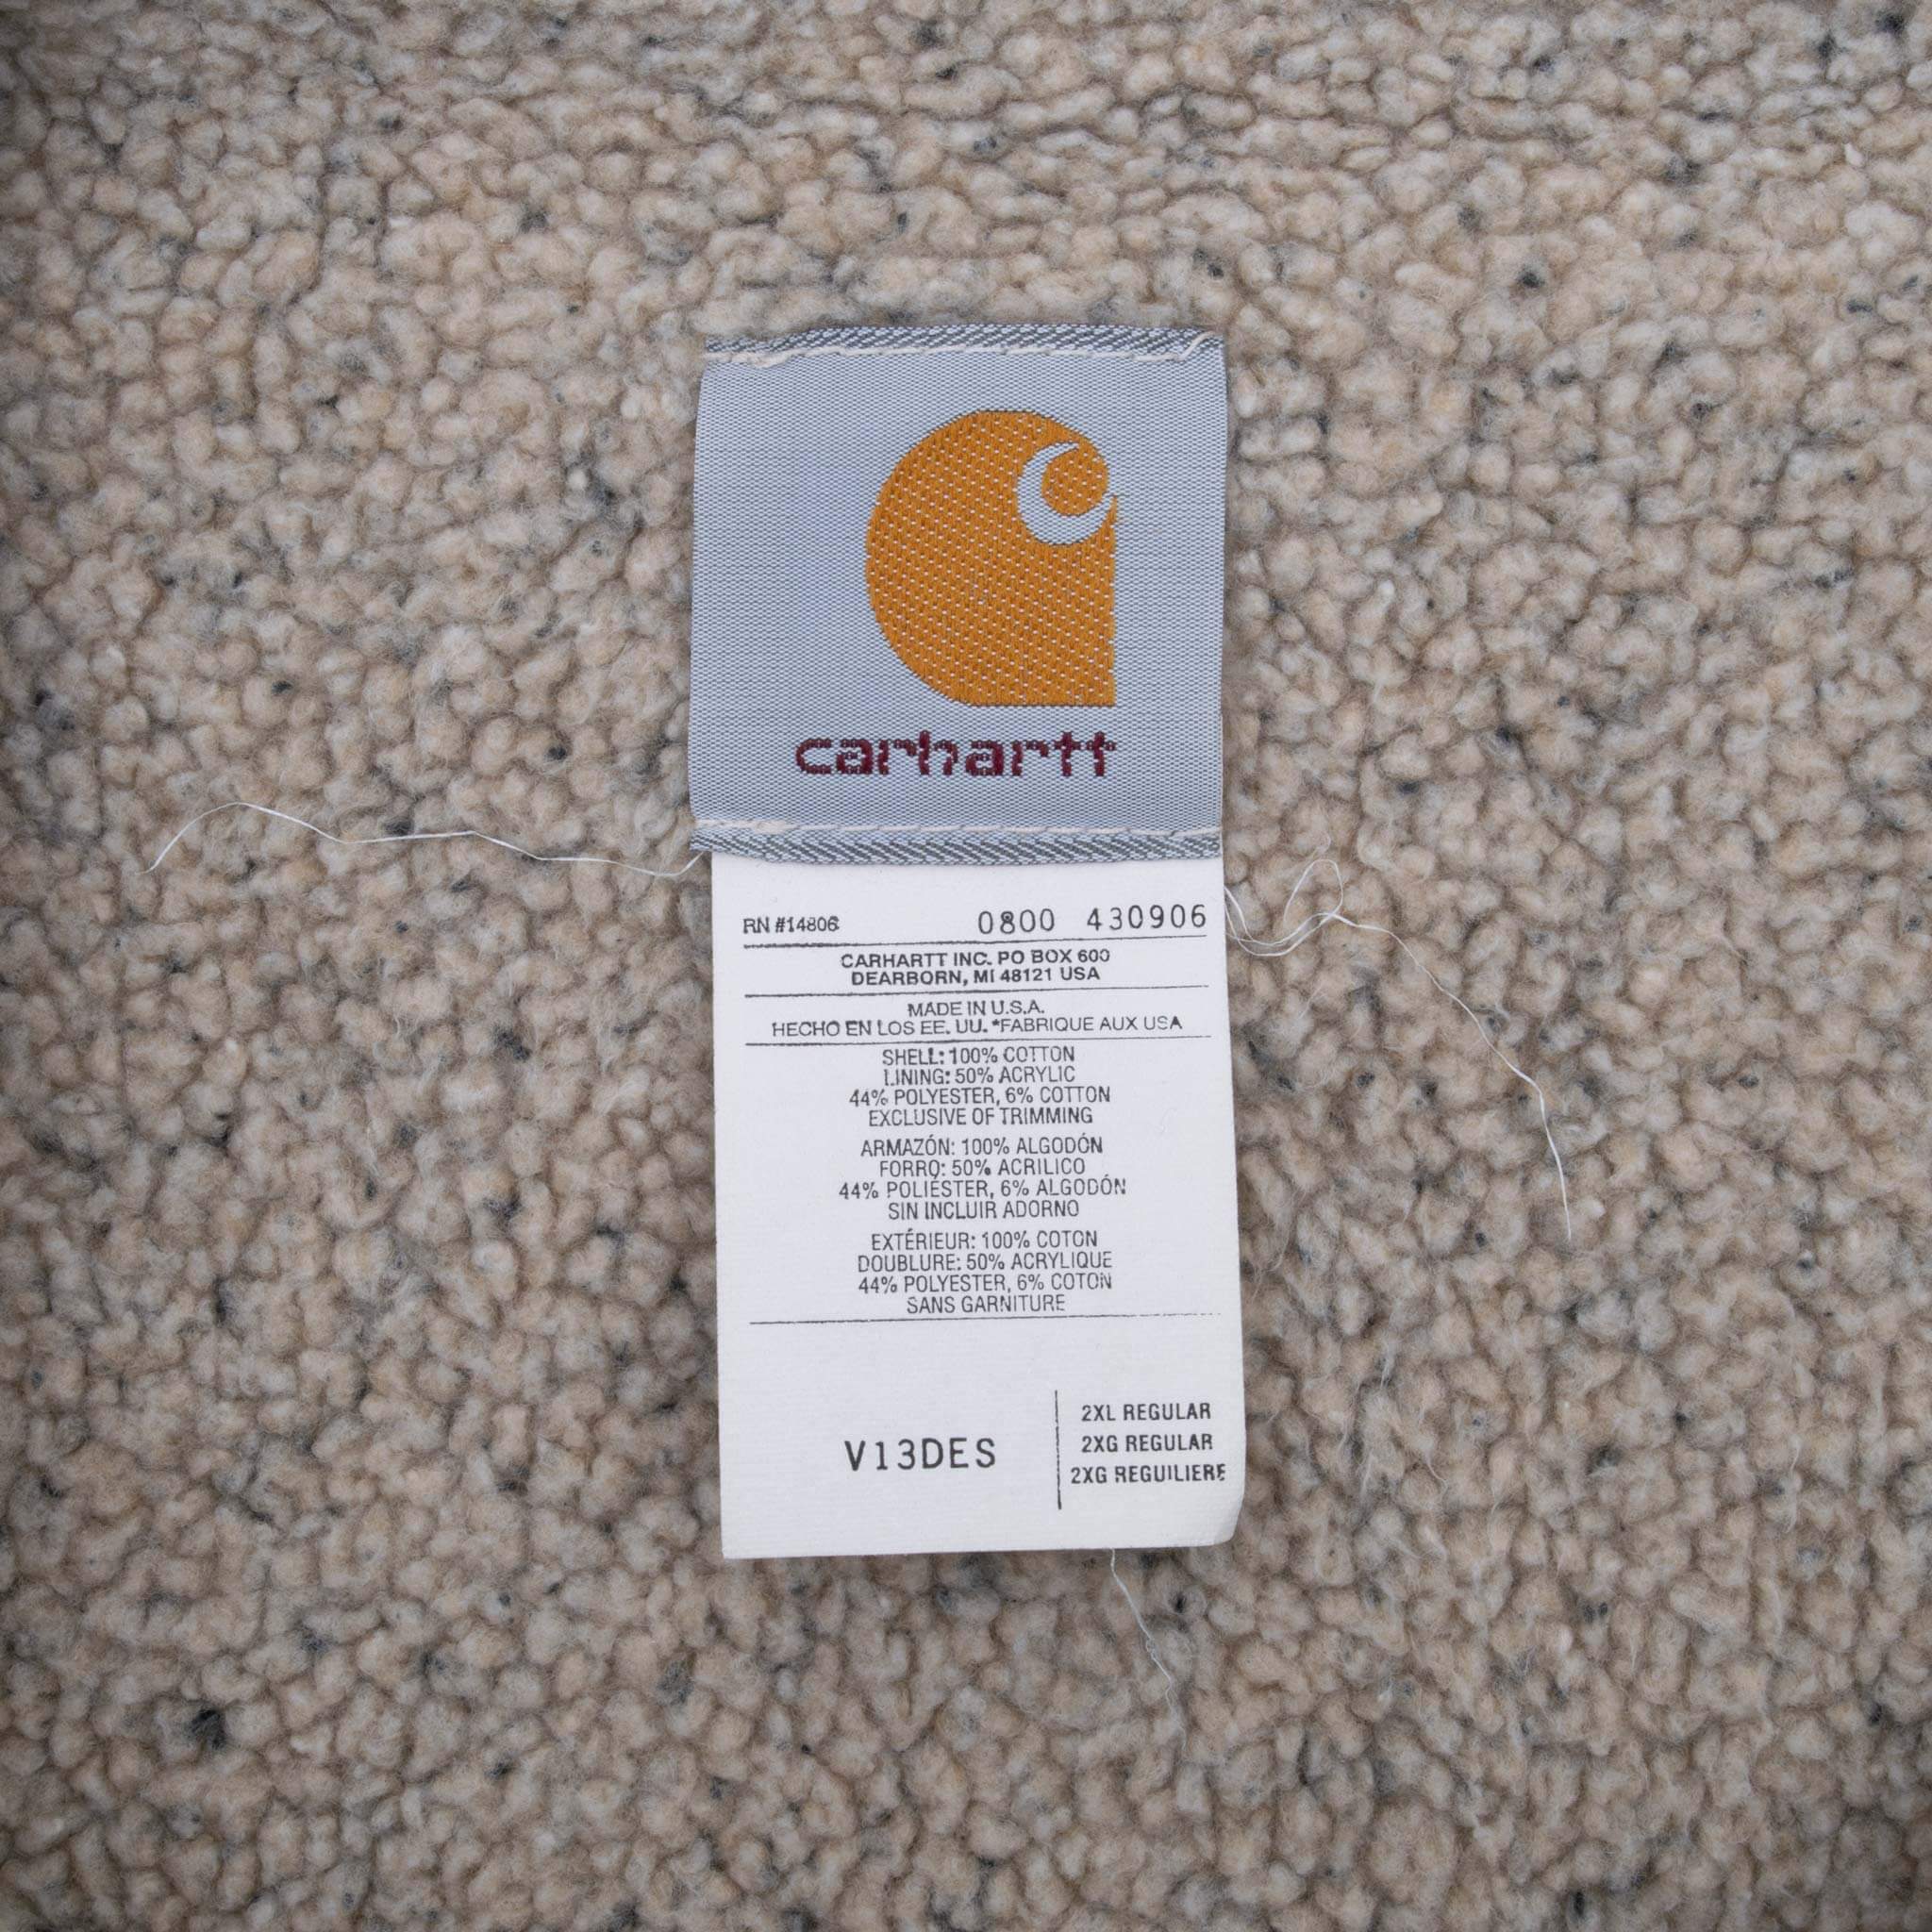 carhartt
RN #14806 0800 430906
CARHARTT INC. PO BOX 600
DEARBORN, MI 48121 USA
MADE IN U.S.A.
HECHO EN LOS EE. UU. *FABRIQUE AUX USA
SHELL: 100% COTTON
LINING: 50% ACRYLIC
44% POLYESTER, 6% COTTON
EXCLUSIVE OF TRIMMING
ARMAZÓN: 100% ALGODÓN
FORRO: 50% ACRILICO
44% POLIESTER, 6% ALGODÓN
SIN INCLUIR ADORNO
EXTÉRIEUR: 100% COTON
DOUBLURE: 50% ACRYLIQUE
44% POLYESTER, 6% COTON
SANS GARNITURE
V13DES
2XL REGULAR
2XG REGULAR
2XG REGUILIERE